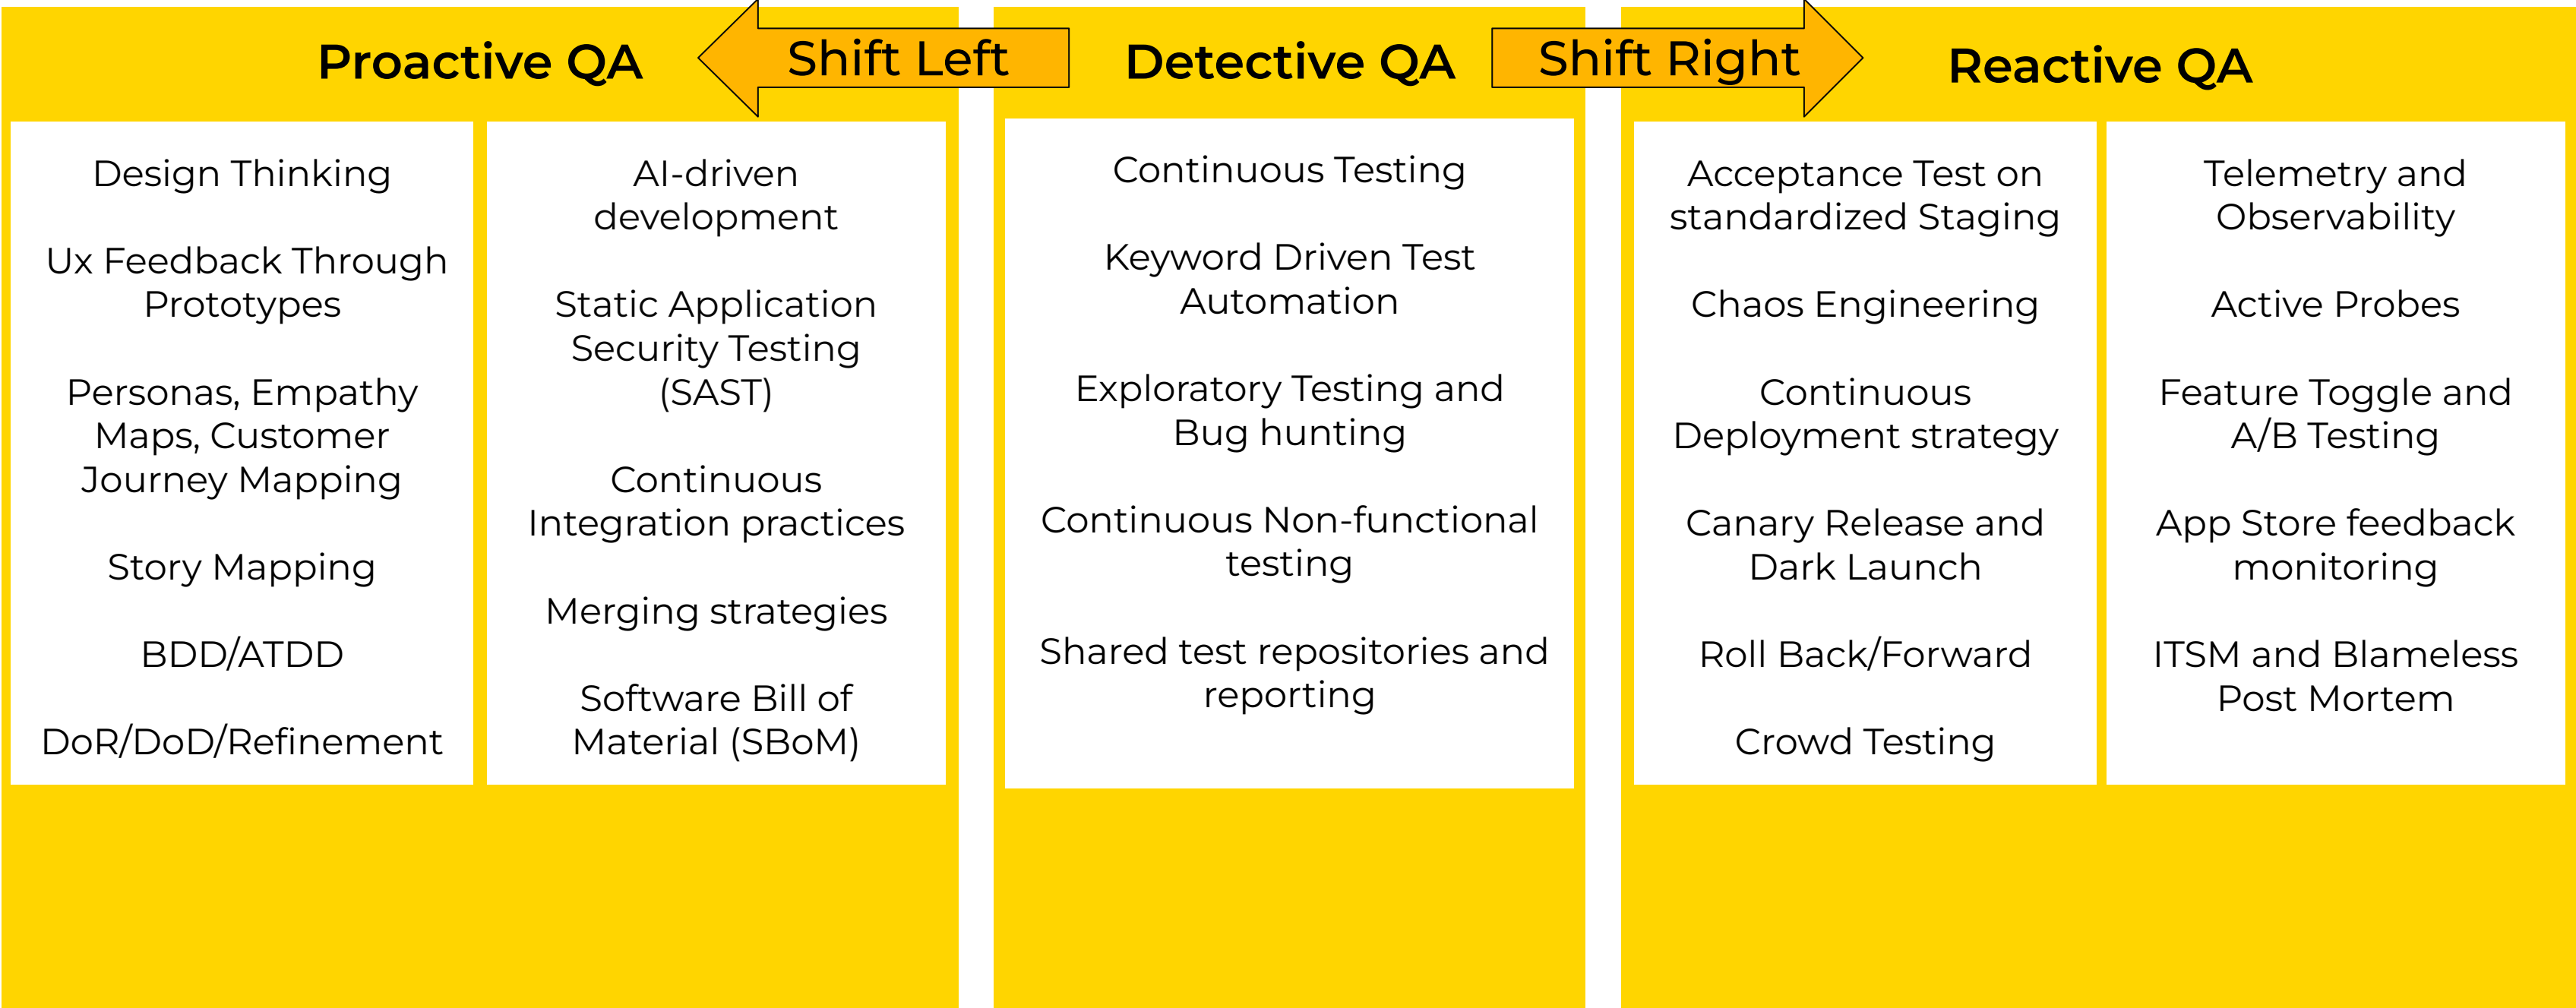 Proactive QA
Shift Left
Detective QA
Shift Right
Reactive QA
Design Thinking
Ux Feedback Through
Prototypes
Personas, Empathy
Maps, Customer
Journey Mapping
Story Mapping
BDD/ATDD
DoR/DoD/Refinement
AI-driven
development
Static Application
Security Testing
(SAST)
Continuous
Integration practices
Merging strategies
Software Bill of
Material (SBoM)
Continuous Testing
Keyword Driven Test
Automation
Exploratory Testing and
Bug hunting
Continuous Non-functional
testing
Shared test repositories and
reporting
Acceptance Test on
standardized Staging
Chaos Engineering
Continuous
Deployment strategy
Canary Release and
Dark Launch
Roll Back/Forward
Crowd Testing
Telemetry and
Observability
Active Probes
Feature Toggle and
A/B Testing
App Store feedback
monitoring
ITSM and Blameless
Post Mortem